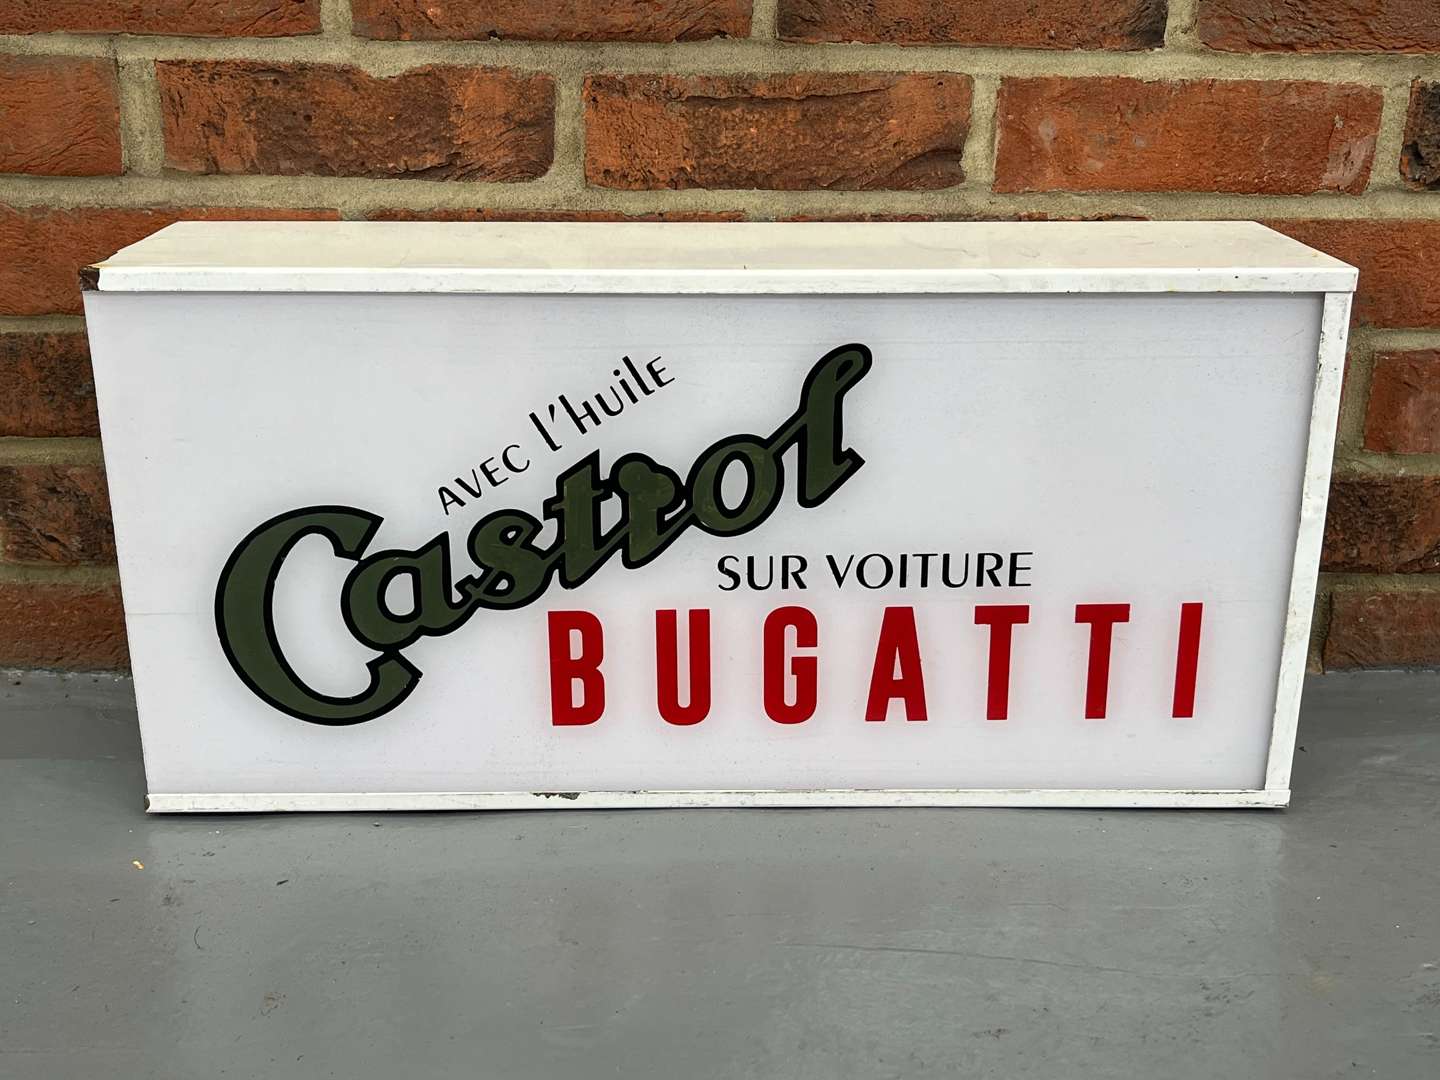 AVEC l'HUilE
Castrol
SUR VOITURE
BUGATTI